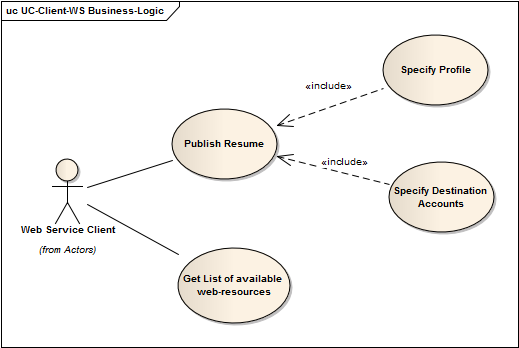 uc UC-Client-WS Business-Logic
Specify Profile
«include»
Publish Resume
«include»
Specify Destination
Accounts
Web Service Client
(from Actors)
Get List of available
web-resources